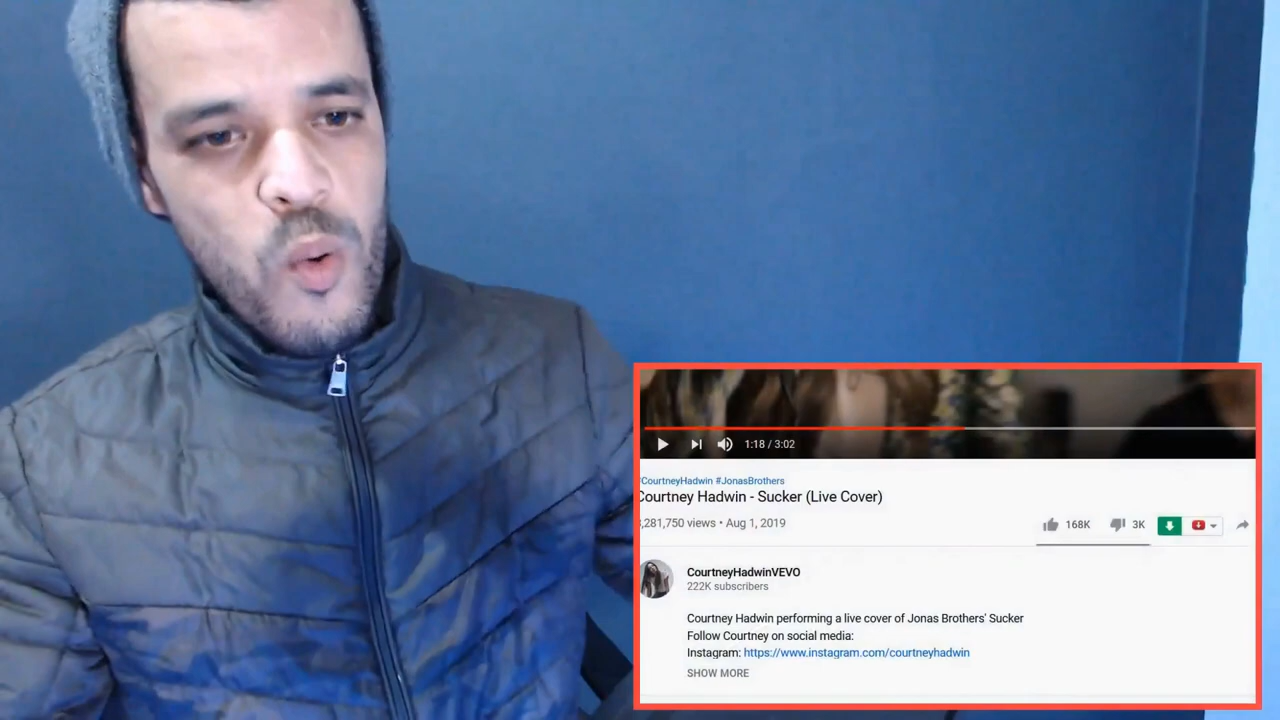 1:18 / 3:02
#CourtneyHadwin #JonasBrothers
Courtney Hadwin - Sucker (Live Cover)
,281,750 views • Aug 1, 2019
168K
3K
CourtneyHadwinVEVO
222K subscribers
Courtney Hadwin performing a live cover of Jonas Brothers' Sucker
Follow Courtney on social media:
Instagram: https://www.instagram.com/courtneyhadwin
SHOW MORE